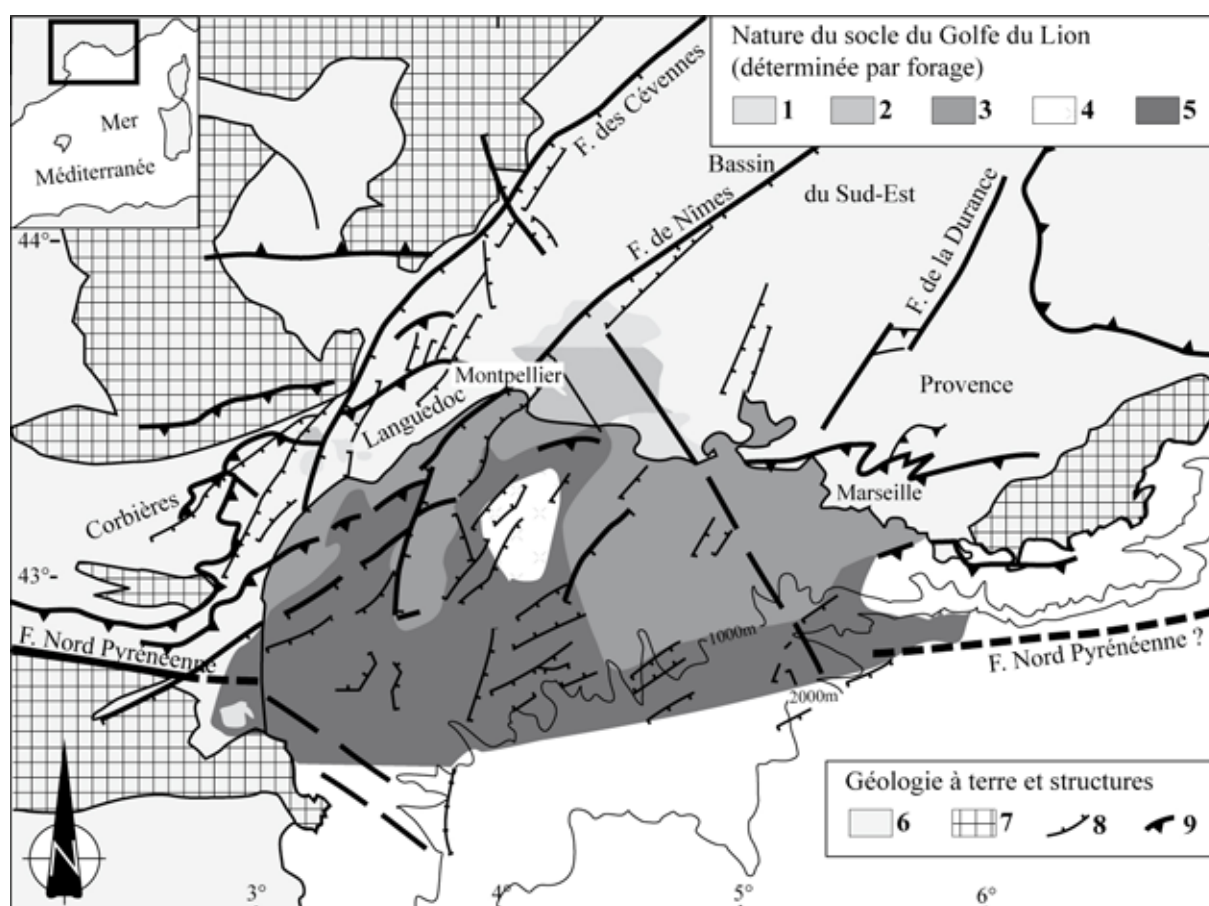 Nature du socle du Golfe du Lion
(déterminée par forage)
1 2 3 4 5
Mer
Méditerranée
F. des Cévennes
Bassin
du Sud-Est
F. de Nîmes
F. de la Durance
44°
Montpellier
Languedoc
Provence
Corbières
Marseille
43°
F. Nord Pyrénéenne
1000m
F. Nord Pyrénéenne ?
2000m
Géologie à terre et structures
6 7 8 9
N
3° 4° 5° 6°